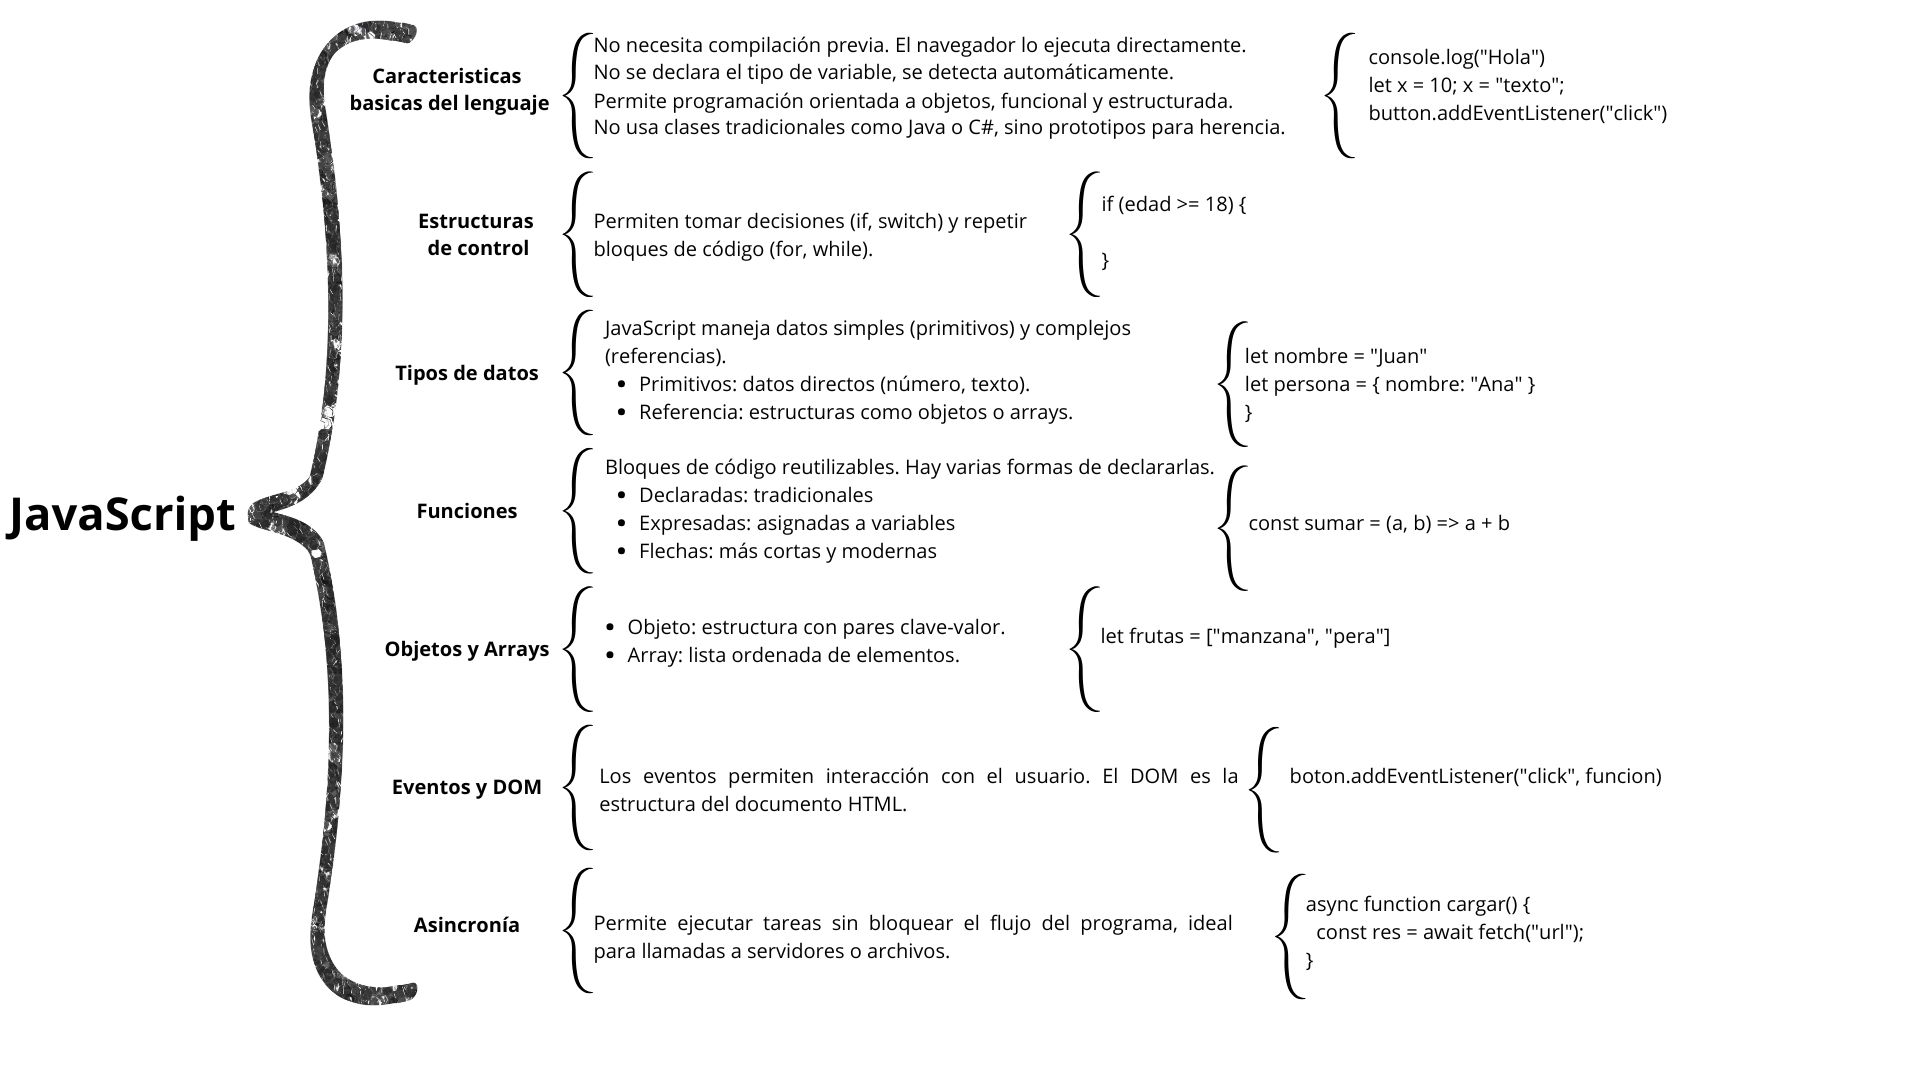 JavaScript
Caracteristicas
basicas del lenguaje
No necesita compilación previa. El navegador lo ejecuta directamente.
No se declara el tipo de variable, se detecta automáticamente.
Permite programación orientada a objetos, funcional y estructurada.
No usa clases tradicionales como Java o C#, sino prototipos para herencia.
console.log("Hola")
let x = 10; x = "texto";
button.addEventListener("click")
Estructuras
de control
Permiten tomar decisiones (if, switch) y repetir
bloques de código (for, while).
if (edad >= 18) {
}
Tipos de datos
JavaScript maneja datos simples (primitivos) y complejos
(referencias).
• Primitivos: datos directos (número, texto).
• Referencia: estructuras como objetos o arrays.
let nombre = "Juan"
let persona = { nombre: "Ana" }
}
Funciones
Bloques de código reutilizables. Hay varias formas de declararlas.
• Declaradas: tradicionales
• Expresadas: asignadas a variables
• Flechas: más cortas y modernas
const sumar = (a, b) => a + b
Objetos y Arrays
• Objeto: estructura con pares clave-valor.
• Array: lista ordenada de elementos.
let frutas = ["manzana", "pera"]
Eventos y DOM
Los eventos permiten interacción con el usuario. El DOM es la
estructura del documento HTML.
boton.addEventListener("click", funcion)
Asincronía
Permite ejecutar tareas sin bloquear el flujo del programa, ideal
para llamadas a servidores o archivos.
async function cargar() {
const res = await fetch("url");
}